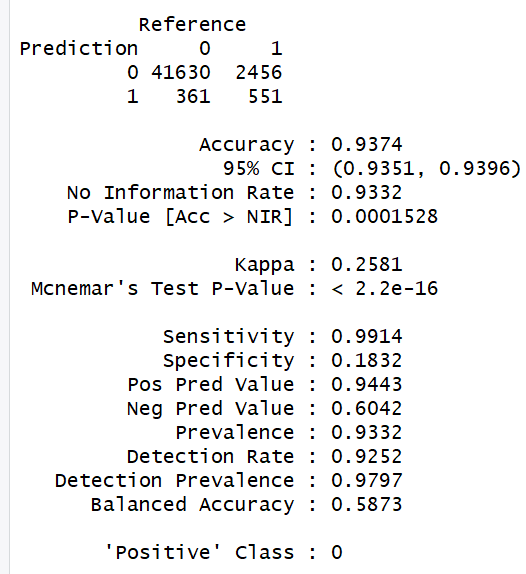 Reference
Prediction 0 1
0 41630 2456
1 361 551
Accuracy : 0.9374
95% CI : (0.9351, 0.9396)
No Information Rate : 0.9332
P-Value [Acc > NIR] : 0.0001528
Kappa : 0.2581
Mcnemar's Test P-Value : < 2.2e-16
Sensitivity : 0.9914
Specificity : 0.1832
Pos Pred Value : 0.9443
Neg Pred Value : 0.6042
Prevalence : 0.9332
Detection Rate : 0.9252
Detection Prevalence : 0.9797
Balanced Accuracy : 0.5873
'Positive' Class : 0